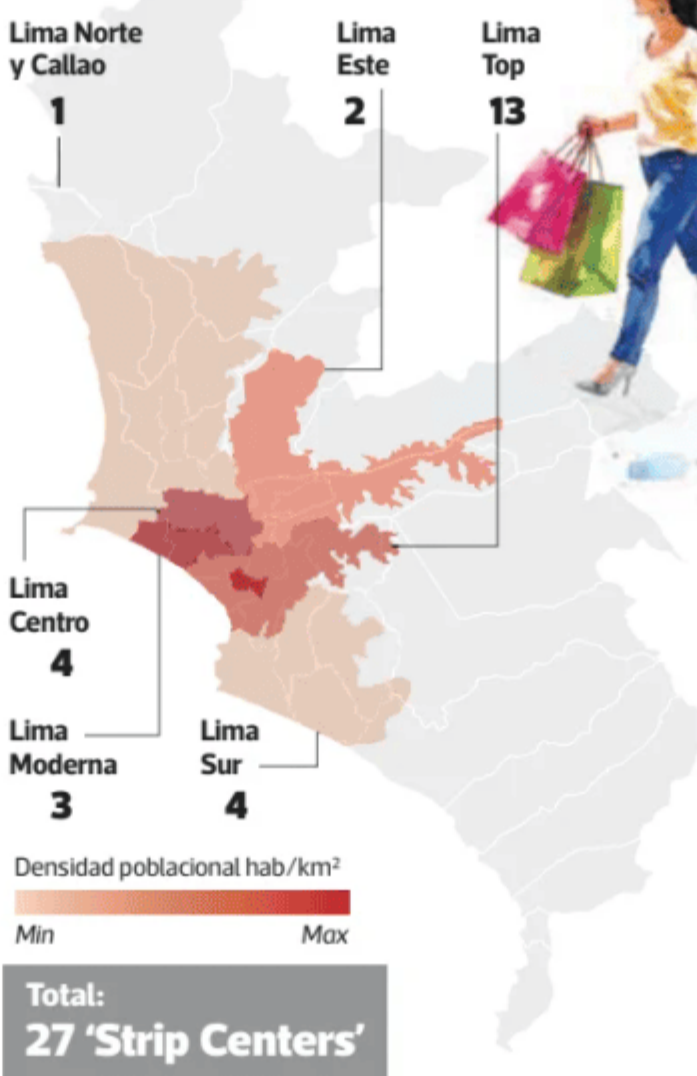 Lima Norte
y Callao
1
Lima
Este
2
Lima
Top
13
Lima
Centro
4
Lima
Moderna
3
Lima
Sur
4
Densidad poblacional hab/km²
Min
Max
Total:
27 ‘Strip Centers’